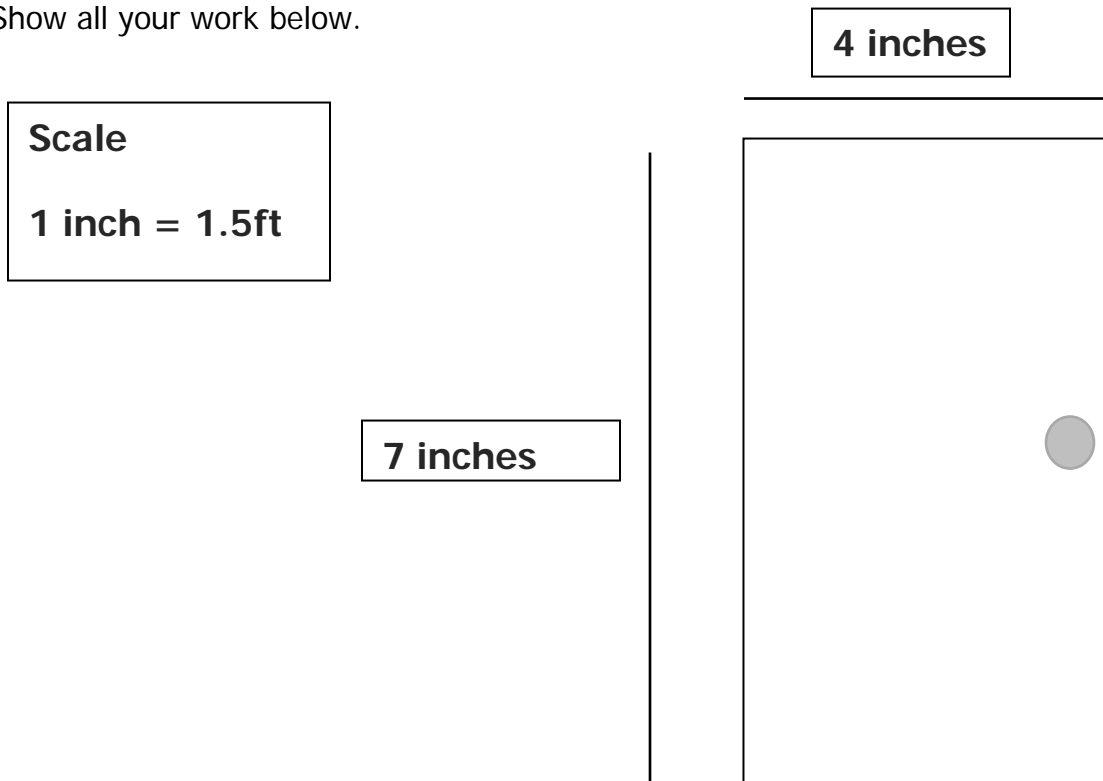 Show all your work below.
4 inches
Scale
1 inch = 1.5ft
7 inches